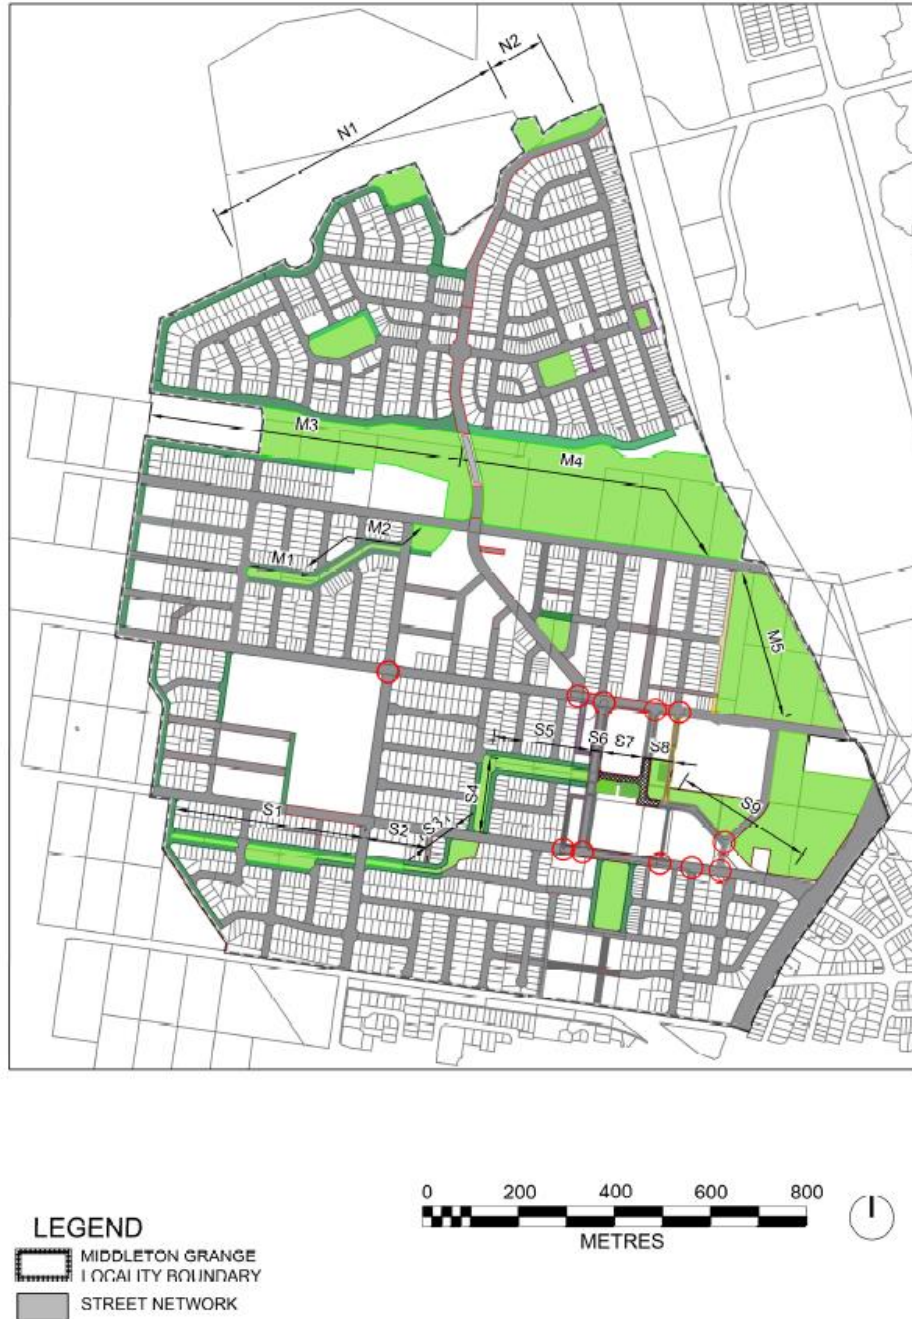 N2
N1
M3
M4
M2
M1
M5
S5
S6
S7
S8
S4
S9
S1
S2
S3
0 200 400 600 800
METRES
LEGEND
MIDDLETON GRANGE
LOCALITY BOUNDARY
STREET NETWORK